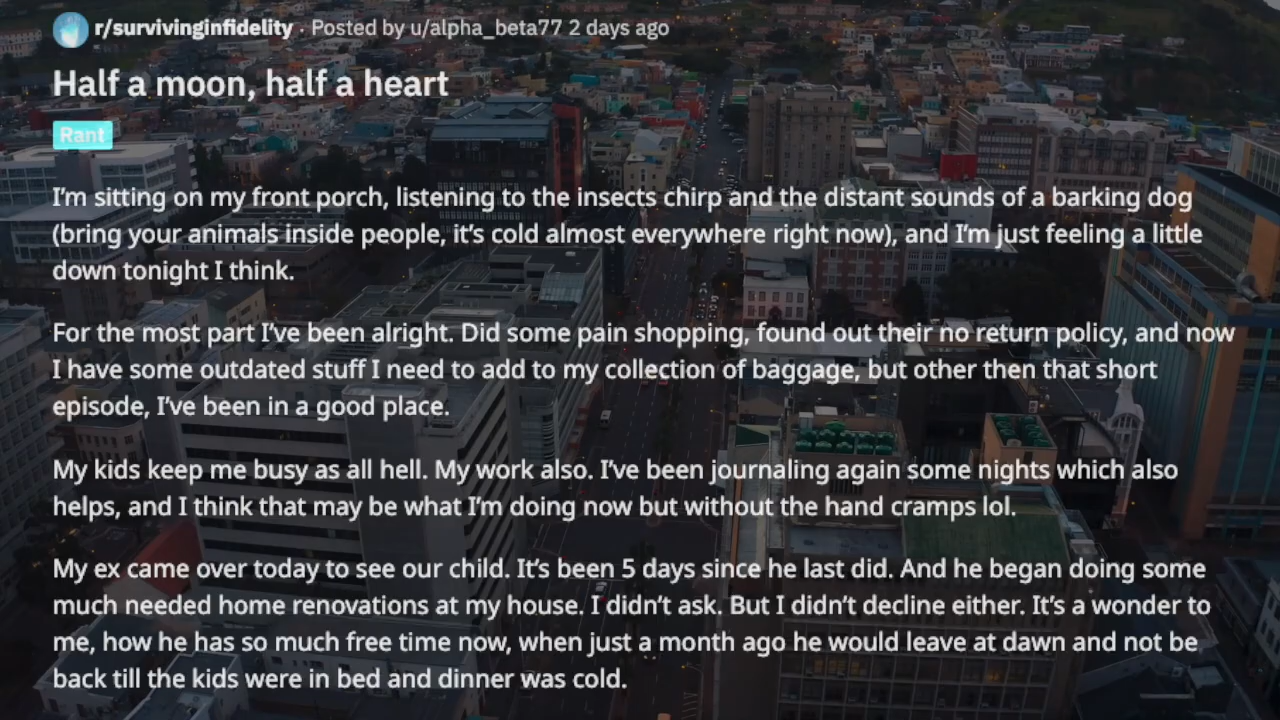 r/survivinginfidelity · Posted by u/alpha_beta77 2 days ago
Half a moon, half a heart
Rant
I’m sitting on my front porch, listening to the insects chirp and the distant sounds of a barking dog
(bring your animals inside people, it’s cold almost everywhere right now), and I’m just feeling a little
down tonight I think.
For the most part I’ve been alright. Did some pain shopping, found out their no return policy, and now
I have some outdated stuff I need to add to my collection of baggage, but other then that short
episode, I’ve been in a good place.
My kids keep me busy as all hell. My work also. I’ve been journaling again some nights which also
helps, and I think that may be what I’m doing now but without the hand cramps lol.
My ex came over today to see our child. It’s been 5 days since he last did. And he began doing some
much needed home renovations at my house. I didn’t ask. But I didn’t decline either. It’s a wonder to
me, how he has so much free time now, when just a month ago he would leave at dawn and not be
back till the kids were in bed and dinner was cold.